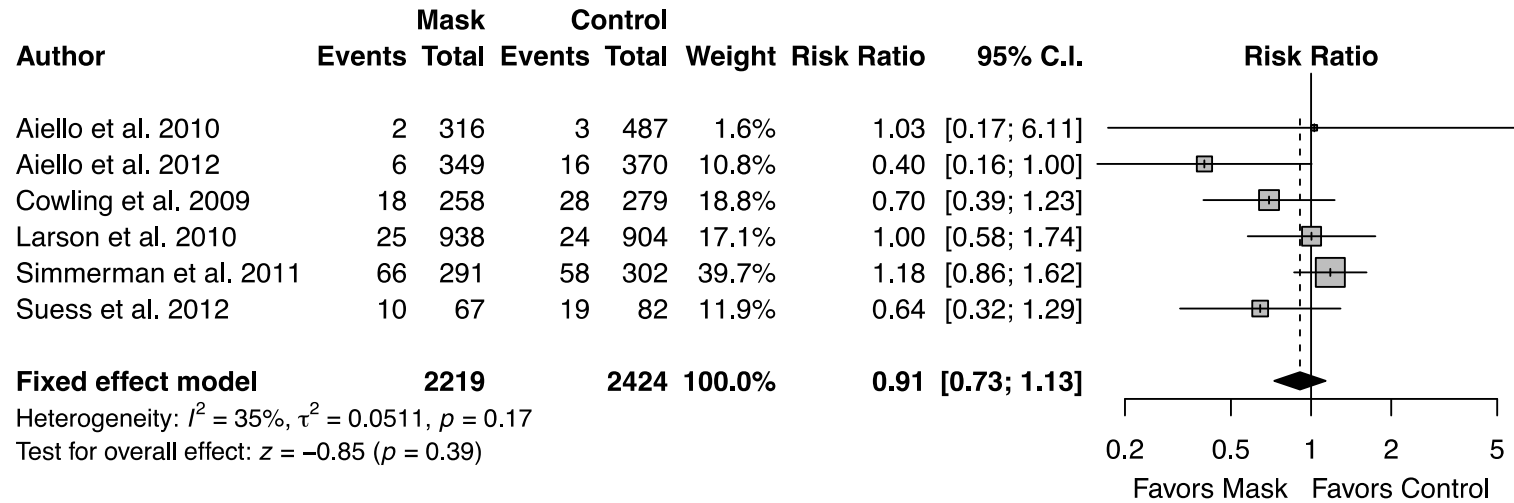 Mask Control
Author Events Total Events Total Weight Risk Ratio 95% C.I. Risk Ratio
Aiello et al. 2010 2 316 3 487 1.6% 1.03 [0.17; 6.11]
Aiello et al. 2012 6 349 16 370 10.8% 0.40 [0.16; 1.00]
Cowling et al. 2009 18 258 28 279 18.8% 0.70 [0.39; 1.23]
Larson et al. 2010 25 938 24 904 17.1% 1.00 [0.58; 1.74]
Simmerman et al. 2011 66 291 58 302 39.7% 1.18 [0.86; 1.62]
Suess et al. 2012 10 67 19 82 11.9% 0.64 [0.32; 1.29]
Fixed effect model 2219 2424 100.0% 0.91 [0.73; 1.13]
Heterogeneity: I² = 35%, τ² = 0.0511, p = 0.17
Test for overall effect: z = −0.85 (p = 0.39)
0.2 0.5 1 2 5
Favors Mask Favors Control